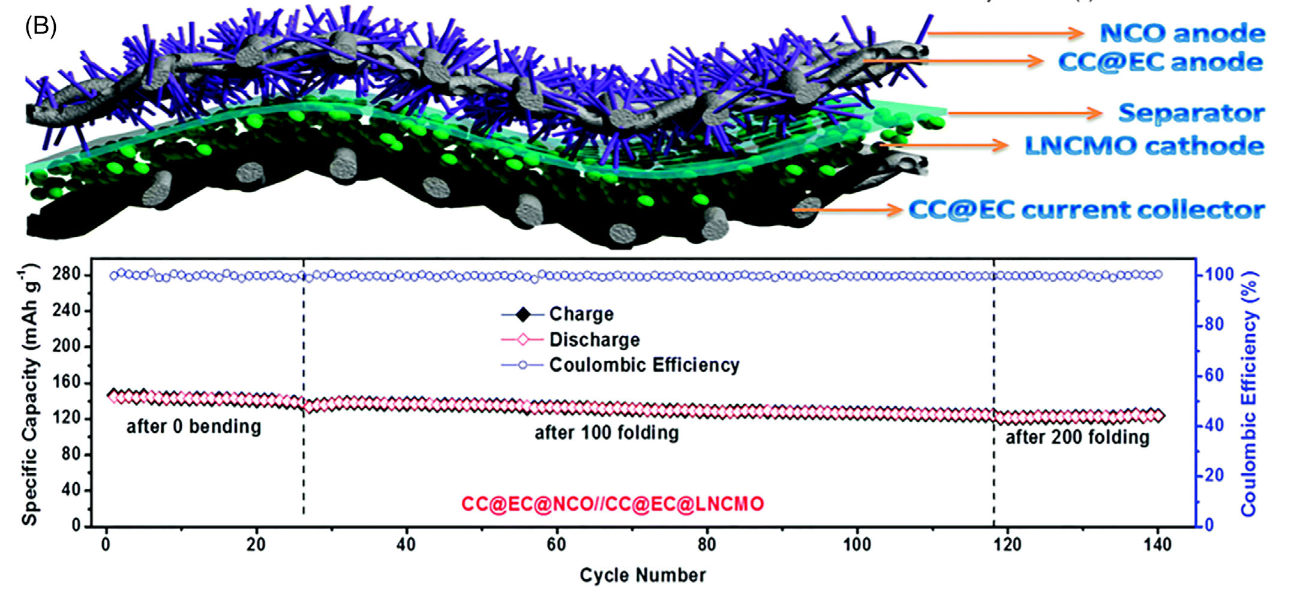 (B)
NCO anode
CC@EC anode
Separator
LNCMO cathode
CC@EC current collector
Specific Capacity (mAh g⁻¹)
280
240
200
160
120
80
40
0
Charge
Discharge
Coulombic Efficiency
after 0 bending
after 100 folding
after 200 folding
CC@EC@NCO//CC@EC@LNCMO
0 20 40 60 80 100 120 140
Cycle Number
100
80
60
40
20
0
Coulombic Efficiency (%)